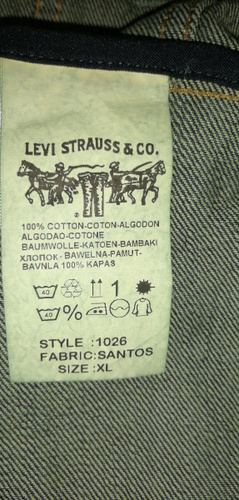 LEVI STRAUSS & CO.
®
100% COTTON-COTON-ALGODON
ALGODAO-COTONE
BAUMWOLLE-KATOEN-BAMBAKI
ХЛОПОК-BAWELNA-PAMUT-
BAVNLA 100% KAPAS
40 1
40 %
STYLE :1026
FABRIC:SANTOS
SIZE :XL